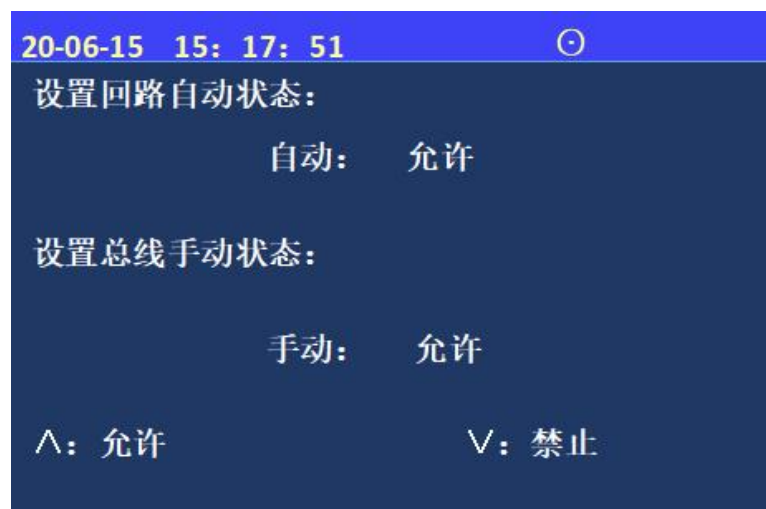 20-06-15 15：17：51 ⊙
设置回路自动状态：
自动： 允许
设置总线手动状态：
手动： 允许
∧：允许 ∨：禁止